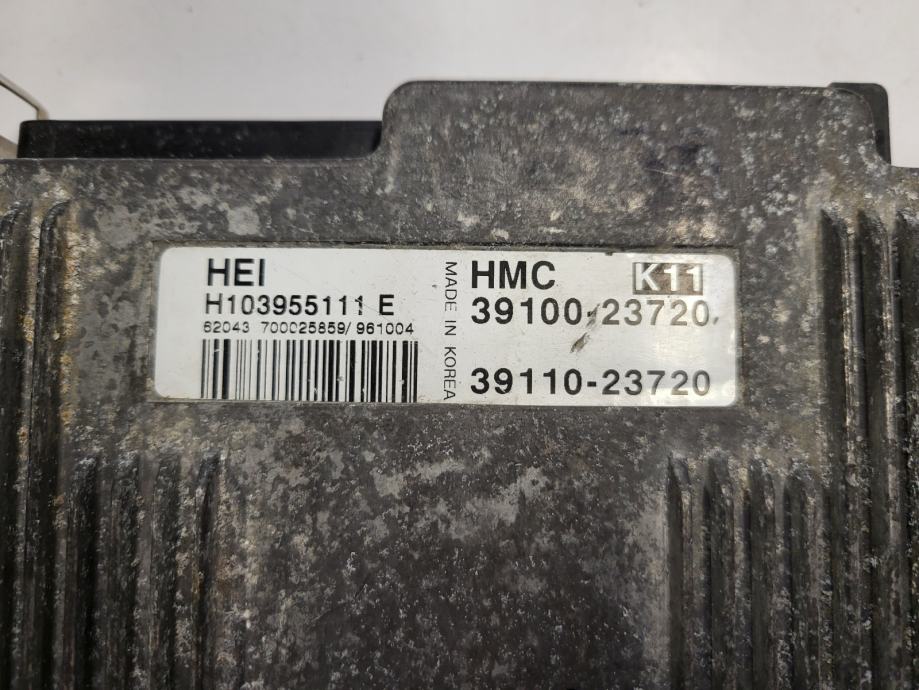 HEI
H103955111 E
62043 700025859/961004
MADE IN KOREA
HMC K11
39100-23720
39110-23720